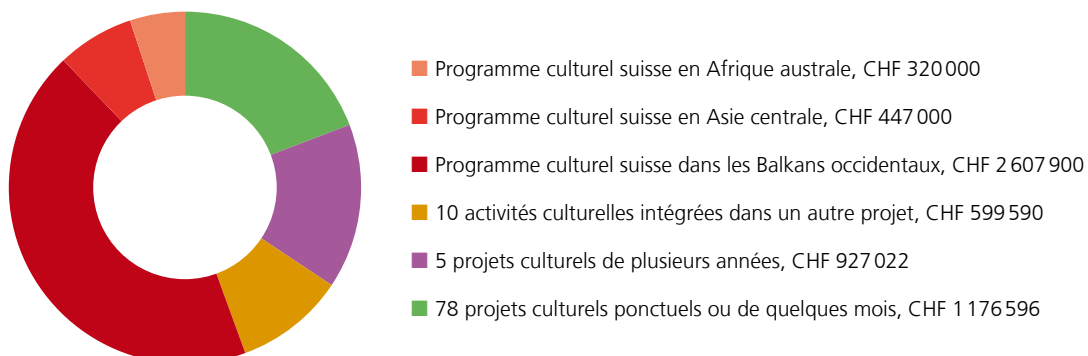 Programme culturel suisse en Afrique australe, CHF 320 000
Programme culturel suisse en Asie centrale, CHF 447 000
Programme culturel suisse dans les Balkans occidentaux, CHF 2 607 900
10 activités culturelles intégrées dans un autre projet, CHF 599 590
5 projets culturels de plusieurs années, CHF 927 022
78 projets culturels ponctuels ou de quelques mois, CHF 1 176 596